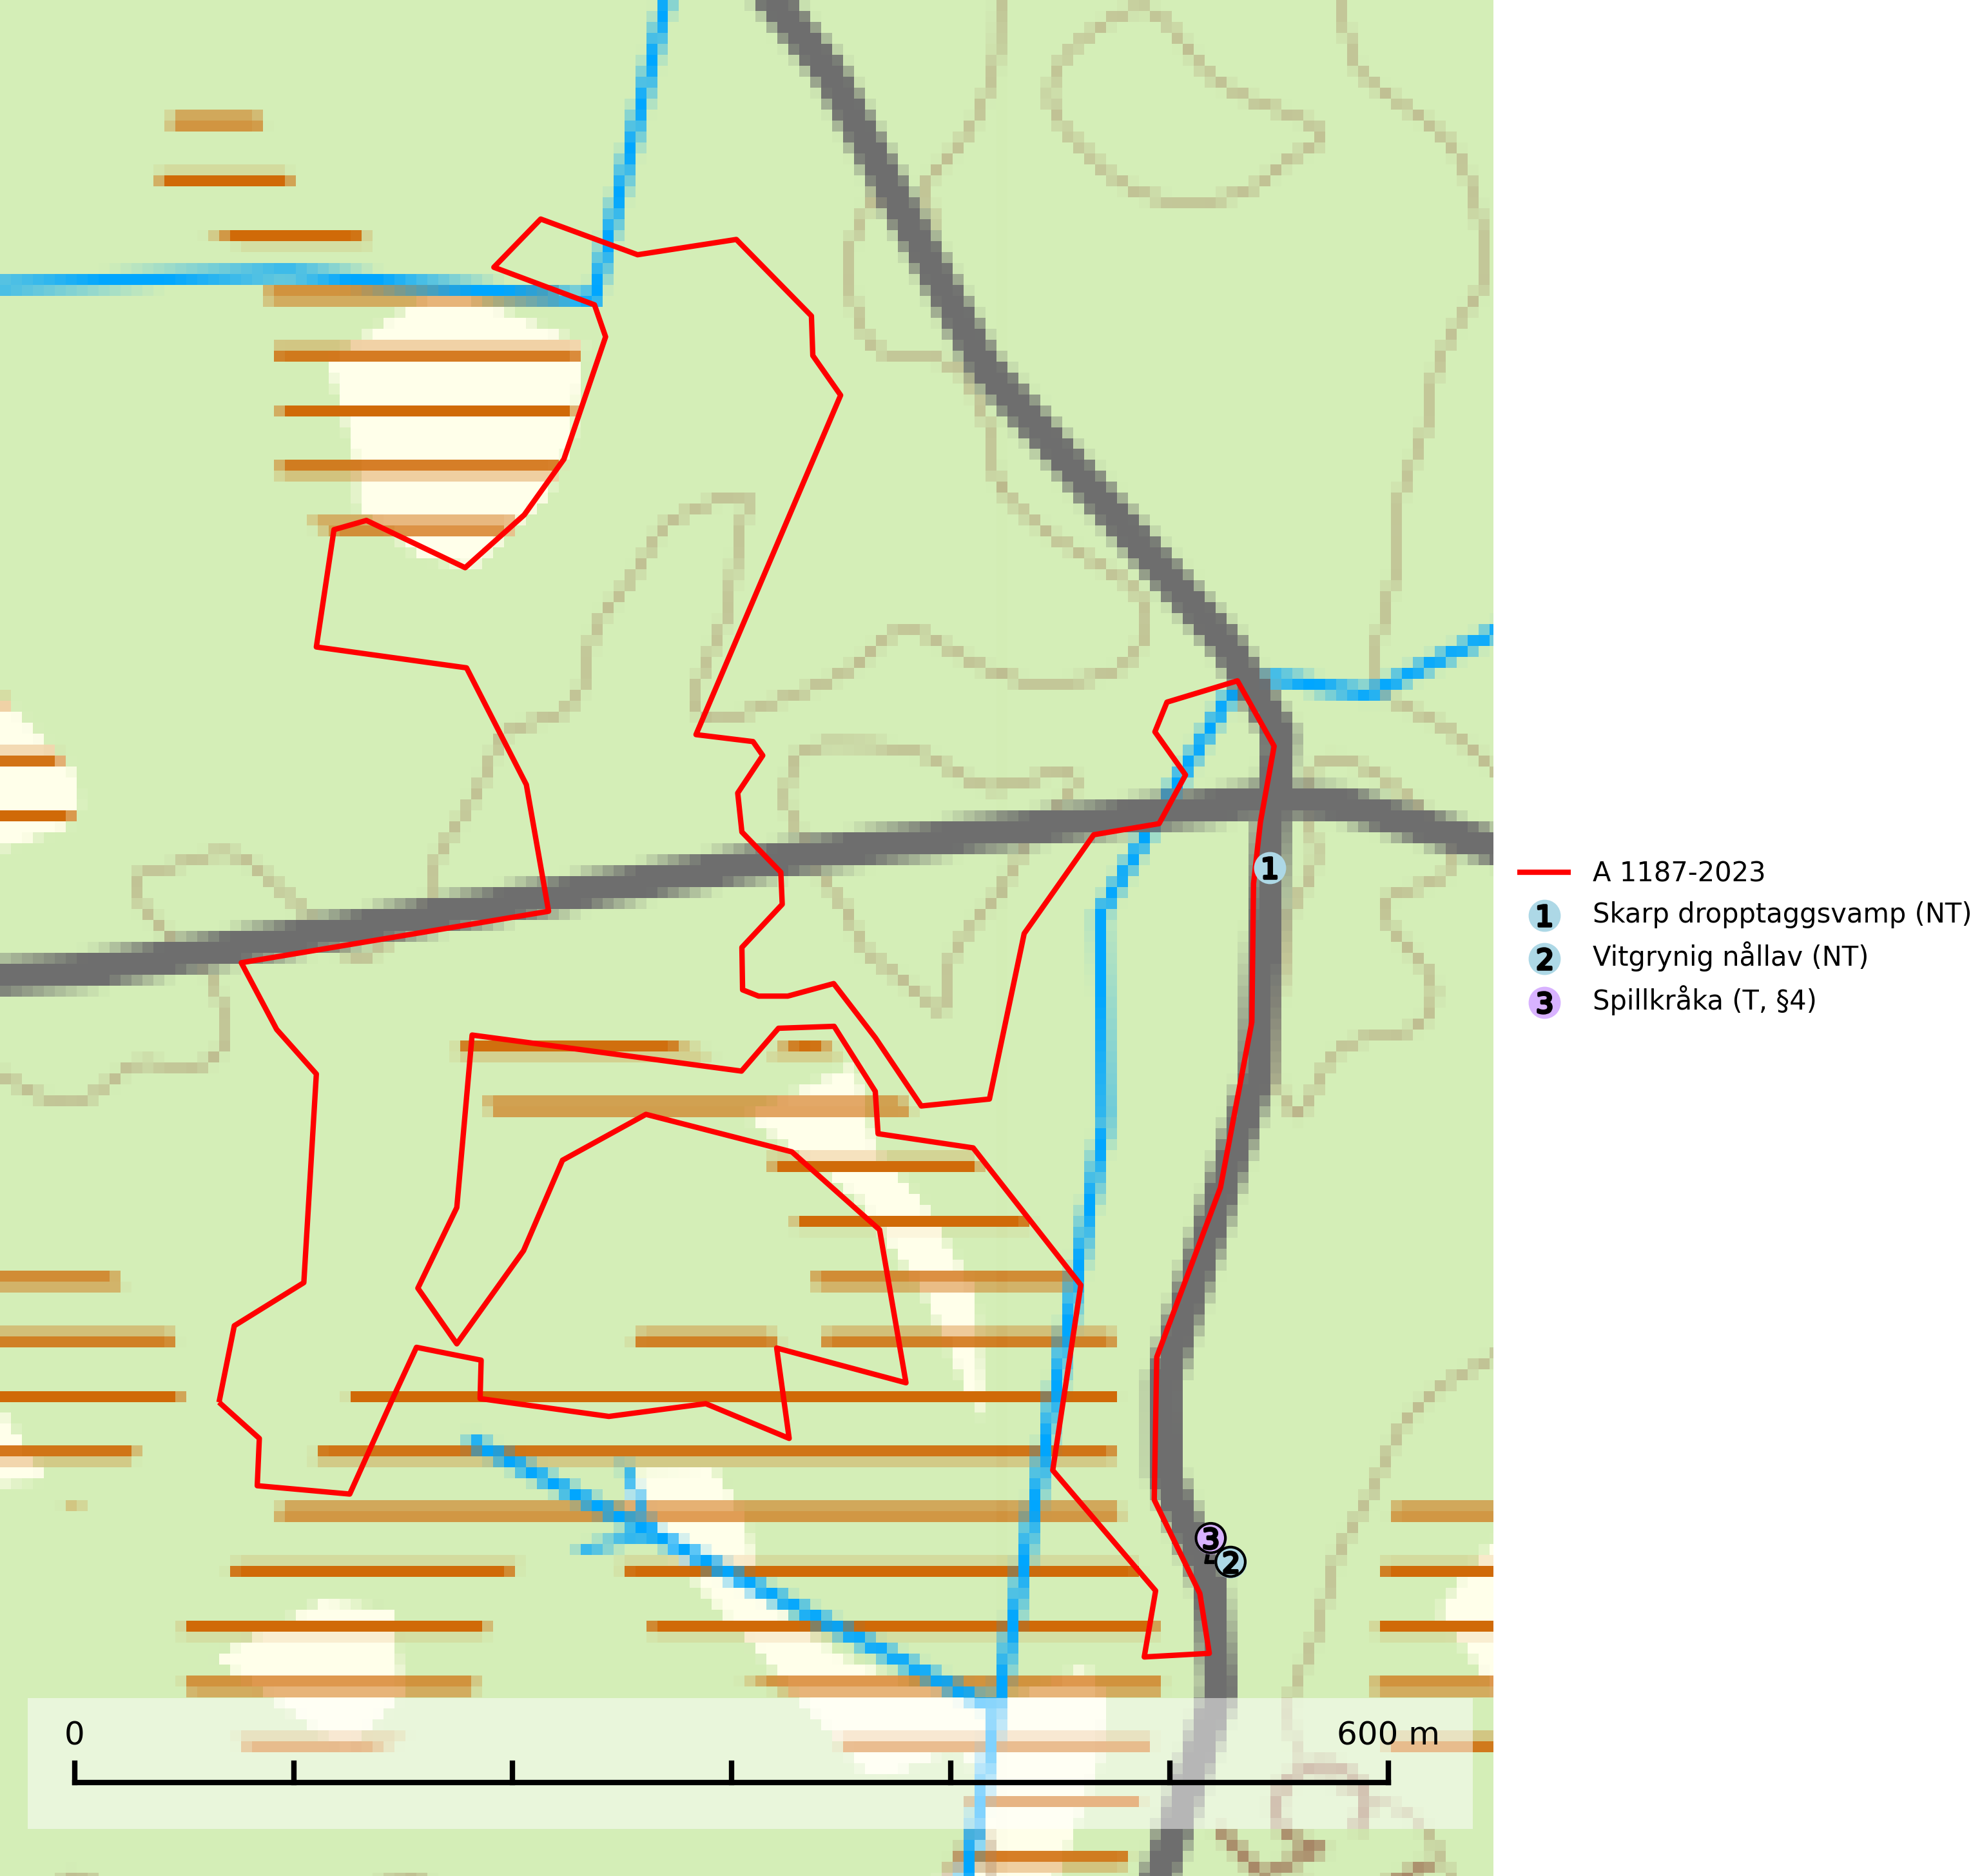 1
A 1187-2023
1 Skarp dropptaggsvamp (NT)
2 Vitgrynig nållav (NT)
3 Spillkråka (T, §4)
3
2
0 600 m